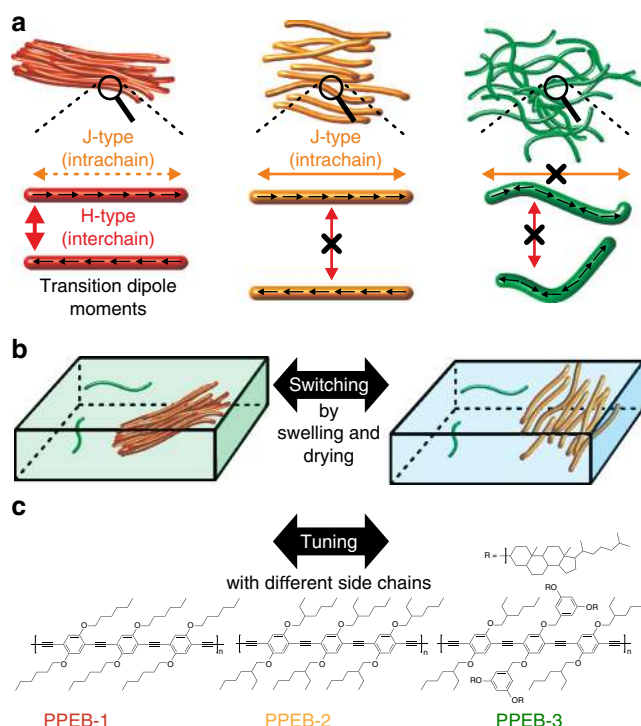 a
J-type
(intrachain)
J-type
(intrachain)
H-type
(interchain)
Transition dipole
moments
b
Switching
by
swelling and
drying
c
Tuning
with different side chains
R =
RO
OR
O O O O O O O O
n n n
O O O O O O O O
RO
OR
PPEB-1 PPEB-2 PPEB-3